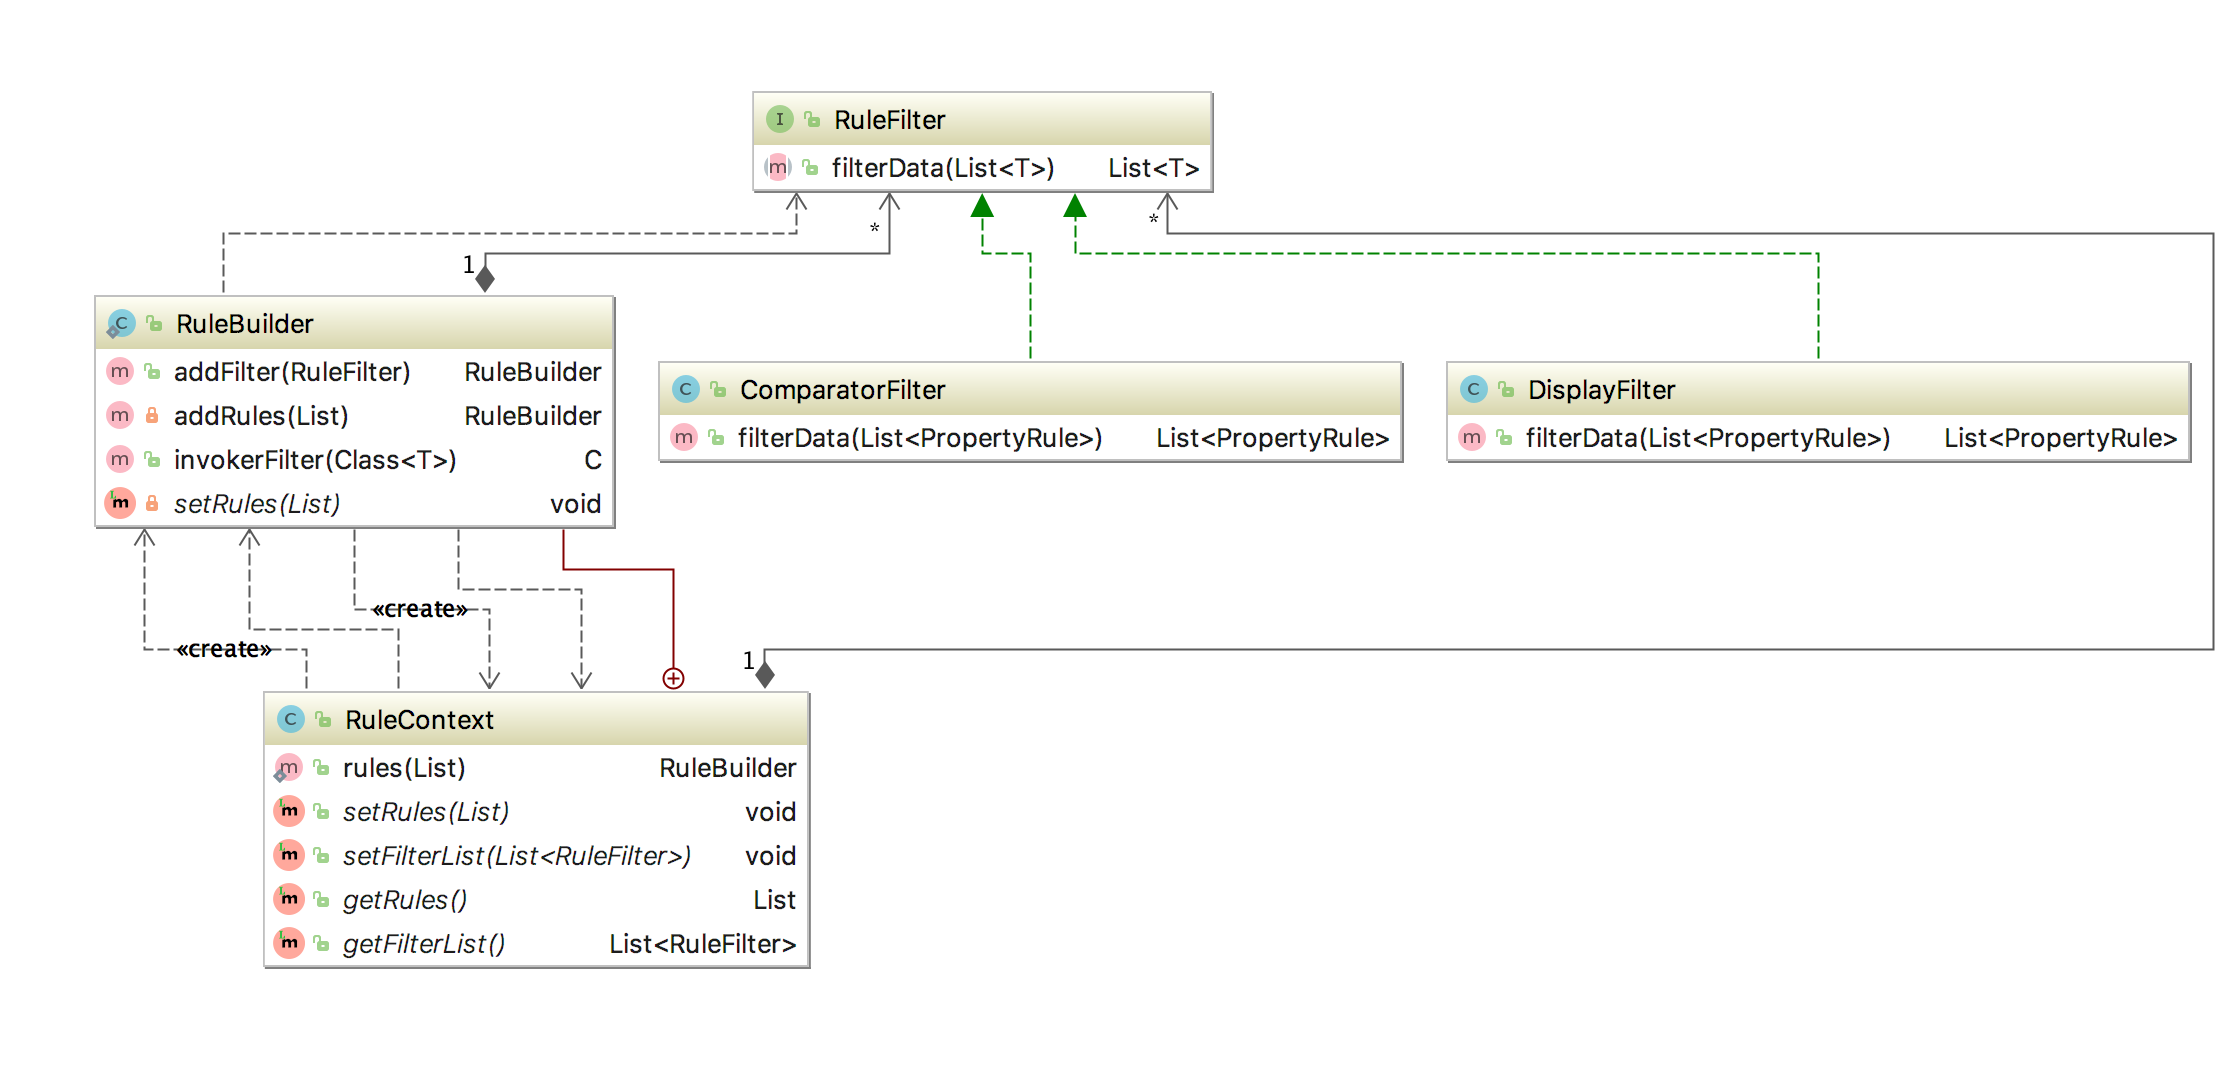 RuleFilter
filterData(List<T>) List<T>
*
*
1
RuleBuilder
addFilter(RuleFilter) RuleBuilder
addRules(List) RuleBuilder
invokerFilter(Class<T>) C
setRules(List) void
ComparatorFilter
filterData(List<PropertyRule>) List<PropertyRule>
DisplayFilter
filterData(List<PropertyRule>) List<PropertyRule>
«create»
«create»
1
RuleContext
rules(List) RuleBuilder
setRules(List) void
setFilterList(List<RuleFilter>) void
getRules() List
getFilterList() List<RuleFilter>